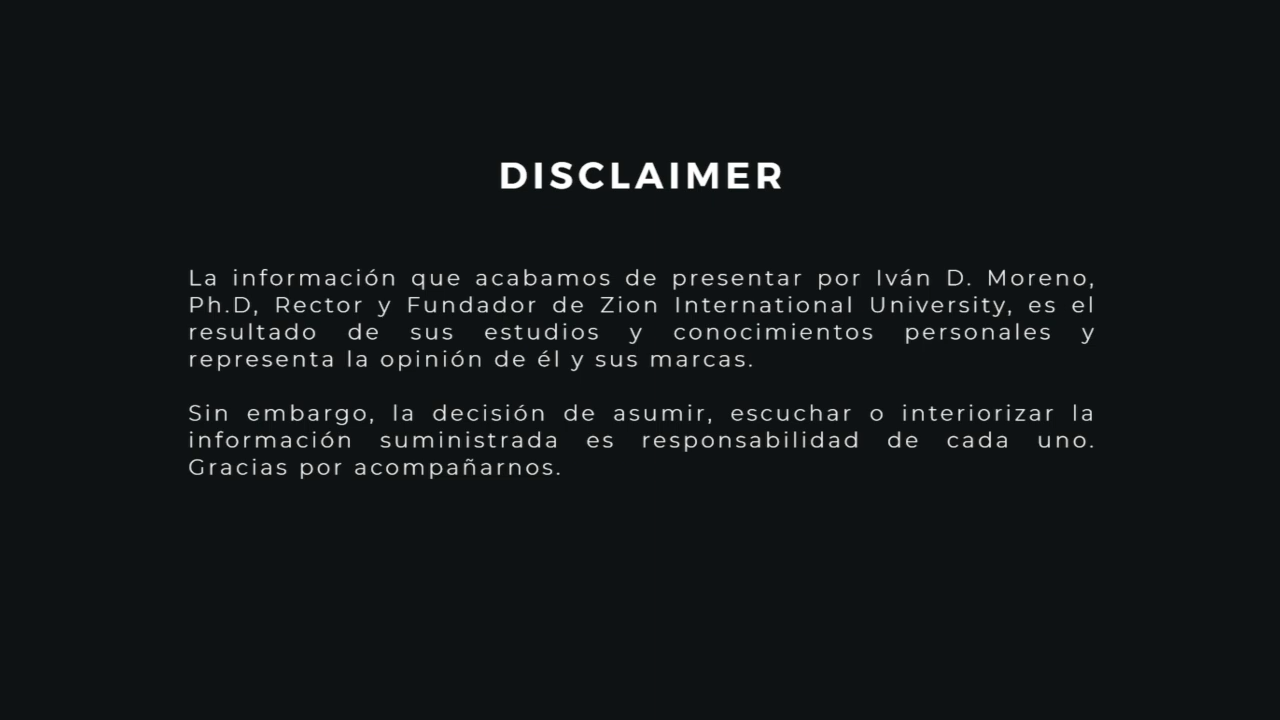 DISCLAIMER
La información que acabamos de presentar por Iván D. Moreno,
Ph.D, Rector y Fundador de Zion International University, es el
resultado de sus estudios y conocimientos personales y
representa la opinión de él y sus marcas.
Sin embargo, la decisión de asumir, escuchar o interiorizar la
información suministrada es responsabilidad de cada uno.
Gracias por acompañarnos.